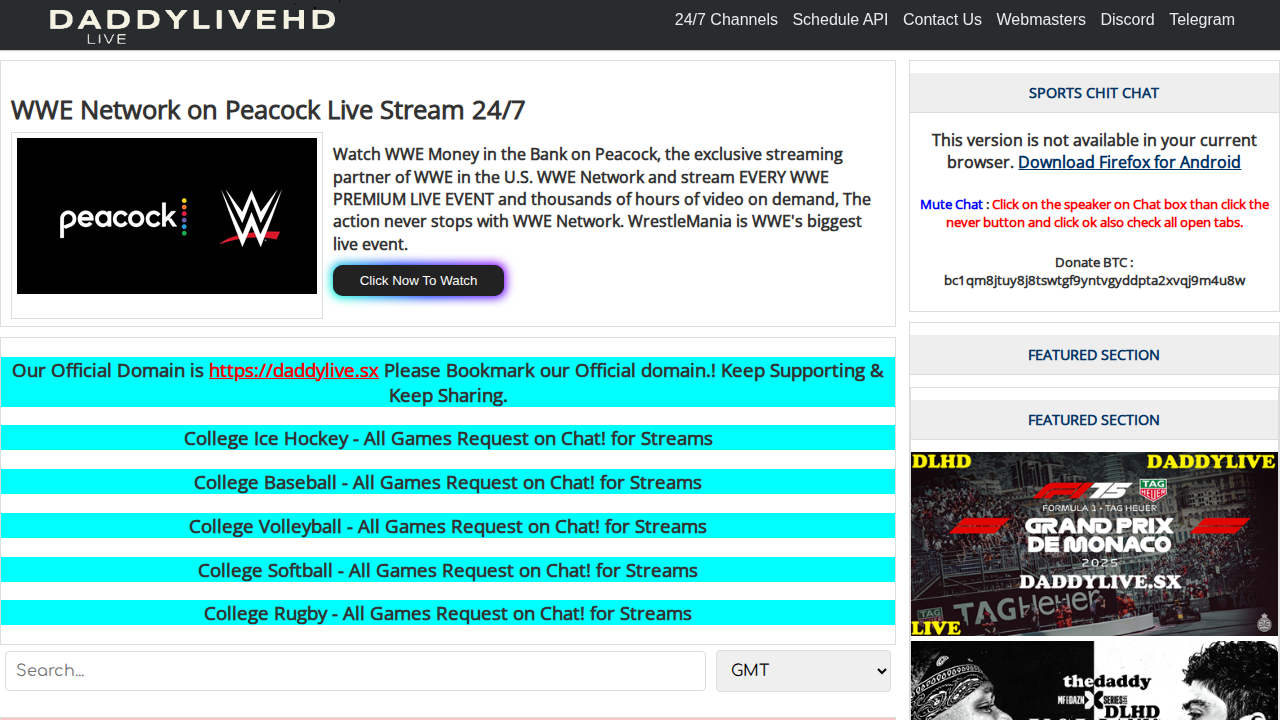 DADDYLIVEHD
LIVE
24/7 Channels Schedule API Contact Us Webmasters Discord Telegram
WWE Network on Peacock Live Stream 24/7
peacock
Watch WWE Money in the Bank on Peacock, the exclusive streaming
partner of WWE in the U.S. WWE Network and stream EVERY WWE
PREMIUM LIVE EVENT and thousands of hours of video on demand, The
action never stops with WWE Network. WrestleMania is WWE's biggest
live event.
Click Now To Watch
Our Official Domain is https://daddylive.sx Please Bookmark our Official domain.! Keep Supporting &
Keep Sharing.
College Ice Hockey - All Games Request on Chat! for Streams
College Baseball - All Games Request on Chat! for Streams
College Volleyball - All Games Request on Chat! for Streams
College Softball - All Games Request on Chat! for Streams
College Rugby - All Games Request on Chat! for Streams
Search...
GMT
SPORTS CHIT CHAT
This version is not available in your current
browser. Download Firefox for Android
Mute Chat : Click on the speaker on Chat box than click the
never button and click ok also check all open tabs.
Donate BTC :
bc1qm8jtuy8j8tswtgf9yntvgyddpta2xvqj9m4u8w
FEATURED SECTION
FEATURED SECTION
DLHD DADDYLIVE
F1 75 TAG HEUER
FORMULA 1 · TAG HEUER
GRAND PRIX
DE MONACO
2025
DADDYLIVE.SX
TAGHeuer
LIVE
thedaddy
MF&DAZN X SERIES
DLHD